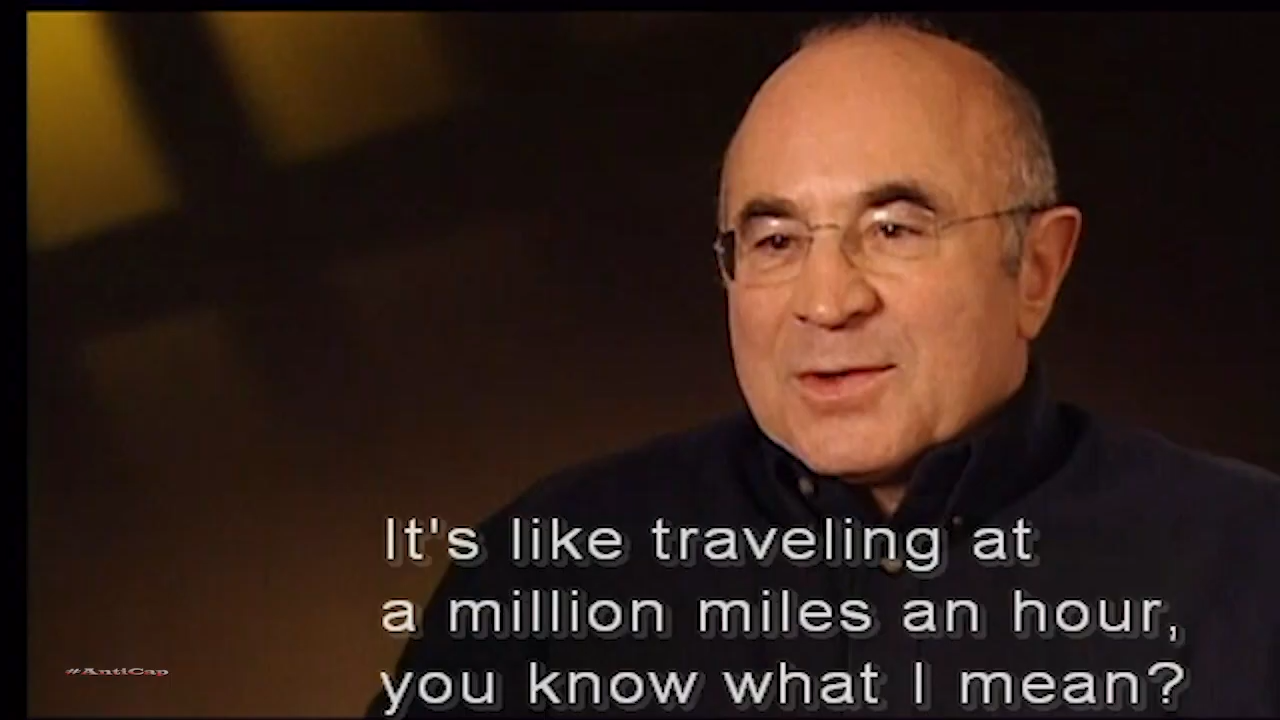 It's like traveling at
a million miles an hour,
you know what I mean?
#AntiCap